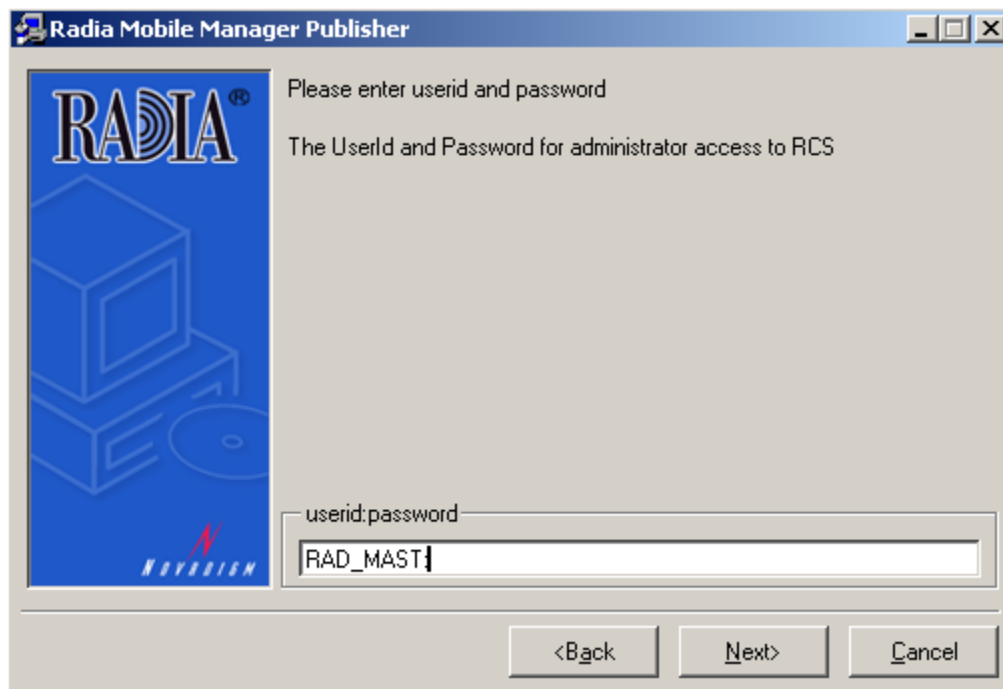 Radia Mobile Manager Publisher
RADIA®
Please enter userid and password
The UserId and Password for administrator access to RCS
NOVADIGM
userid:password
RAD_MAST:
<Back
Next>
Cancel